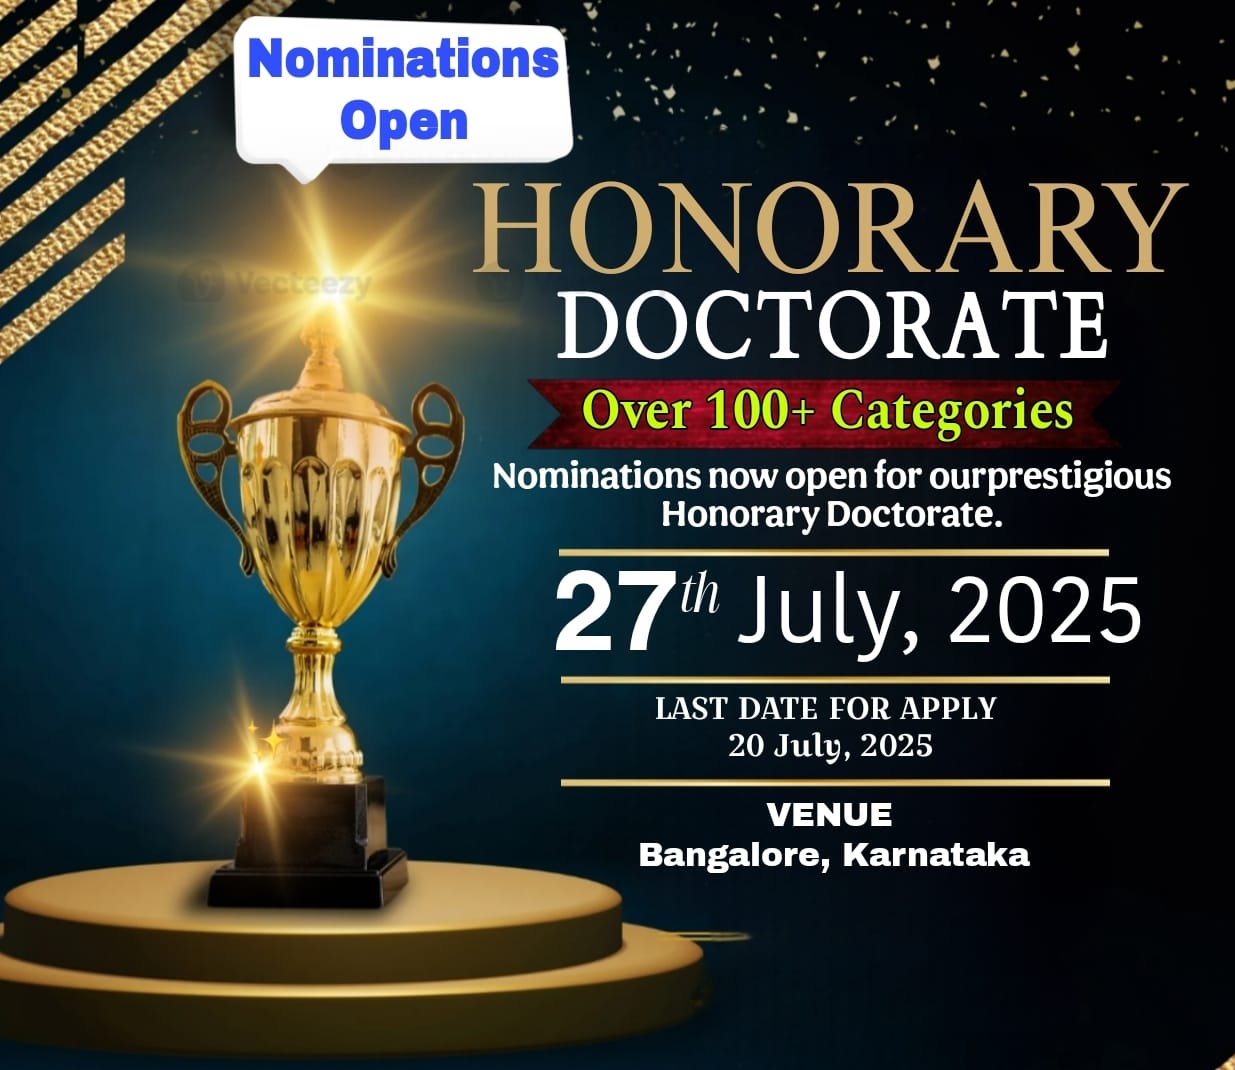 Nominations
Open
Vecteezy
HONORARY
DOCTORATE
Over 100+ Categories
Nominations now open for ourprestigious
Honorary Doctorate.
27th July, 2025
LAST DATE FOR APPLY
20 July, 2025
VENUE
Bangalore, Karnataka